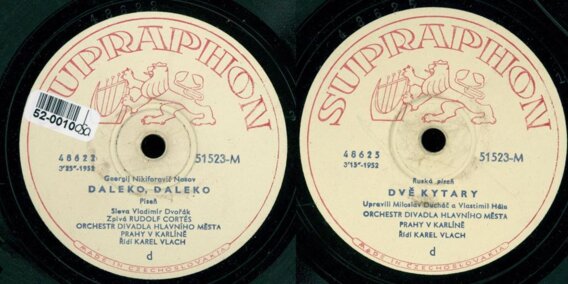 SUPRAPHON
52-0010
48622
51523-M
3'25"-1952
Georgij Nikiforovič Nosov
DALEKO, DALEKO
Píseň
Slova Vladimír Dvořák
Zpívá RUDOLF CORTÉS
ORCHESTR DIVADLA HLAVNÍHO MĚSTA
PRAHY V KARLÍNĚ
Řídí KAREL VLACH
d
MADE IN CZECHOSLOVAKIA
SUPRAPHON
48623
51523-M
3'15"-1952
Ruská píseň
DVĚ KYTARY
Upravili Miloslav Ducháč a Vlastimil Hála
ORCHESTR DIVADLA HLAVNÍHO MĚSTA
PRAHY V KARLÍNĚ
Řídí KAREL VLACH
d
MADE IN CZECHOSLOVAKIA